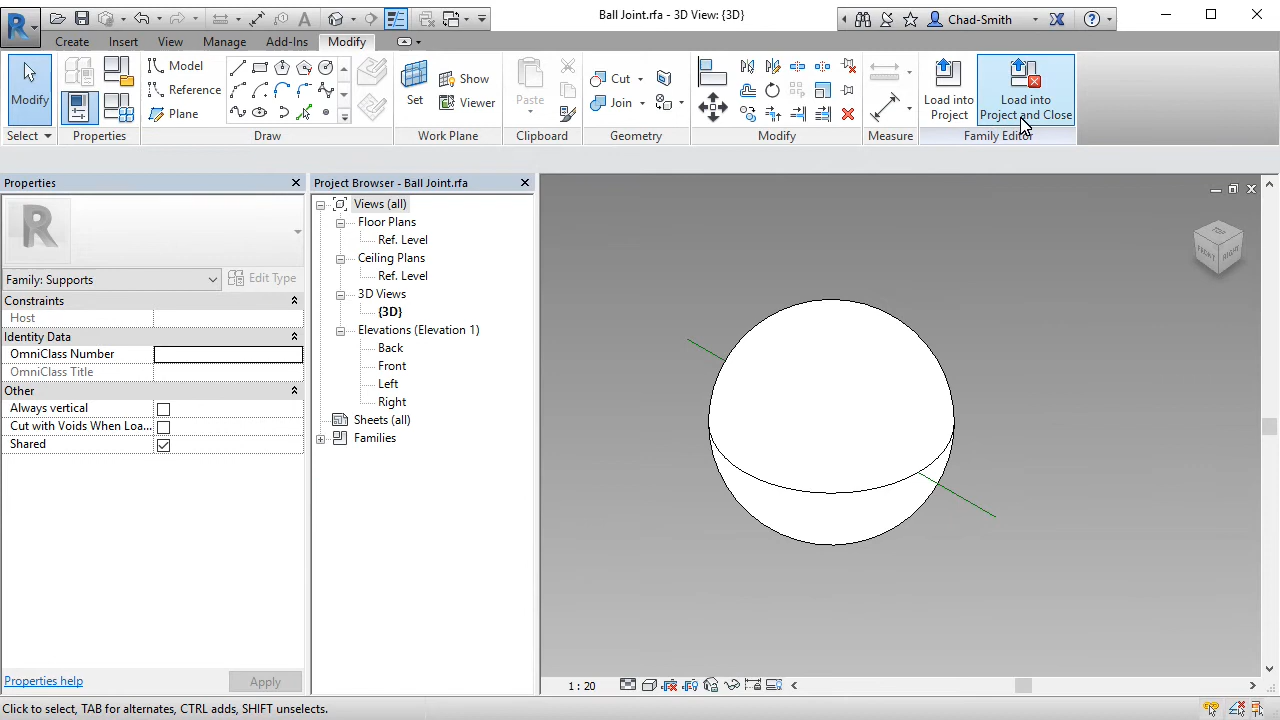 Ball Joint.rfa - 3D View: {3D}
Chad-Smith
Create Insert View Manage Add-Ins Modify
Modify
Select
Properties
Model
Reference
Plane
Draw
Set
Show
Viewer
Work Plane
Paste
Clipboard
Cut
Join
Geometry
Modify
Measure
Load into
Project
Load into
Project and Close
Family Editor
Properties
R
Family: Supports
Edit Type
Constraints
Host
Identity Data
OmniClass Number
OmniClass Title
Other
Always vertical
Cut with Voids When Loa...
Shared
Properties help
Apply
Project Browser - Ball Joint.rfa
Views (all)
Floor Plans
Ref. Level
Ceiling Plans
Ref. Level
3D Views
{3D}
Elevations (Elevation 1)
Back
Front
Left
Right
Sheets (all)
Families
TOP
FRONT
RIGHT
1 : 20
Click to select, TAB for alternates, CTRL adds, SHIFT unselects.